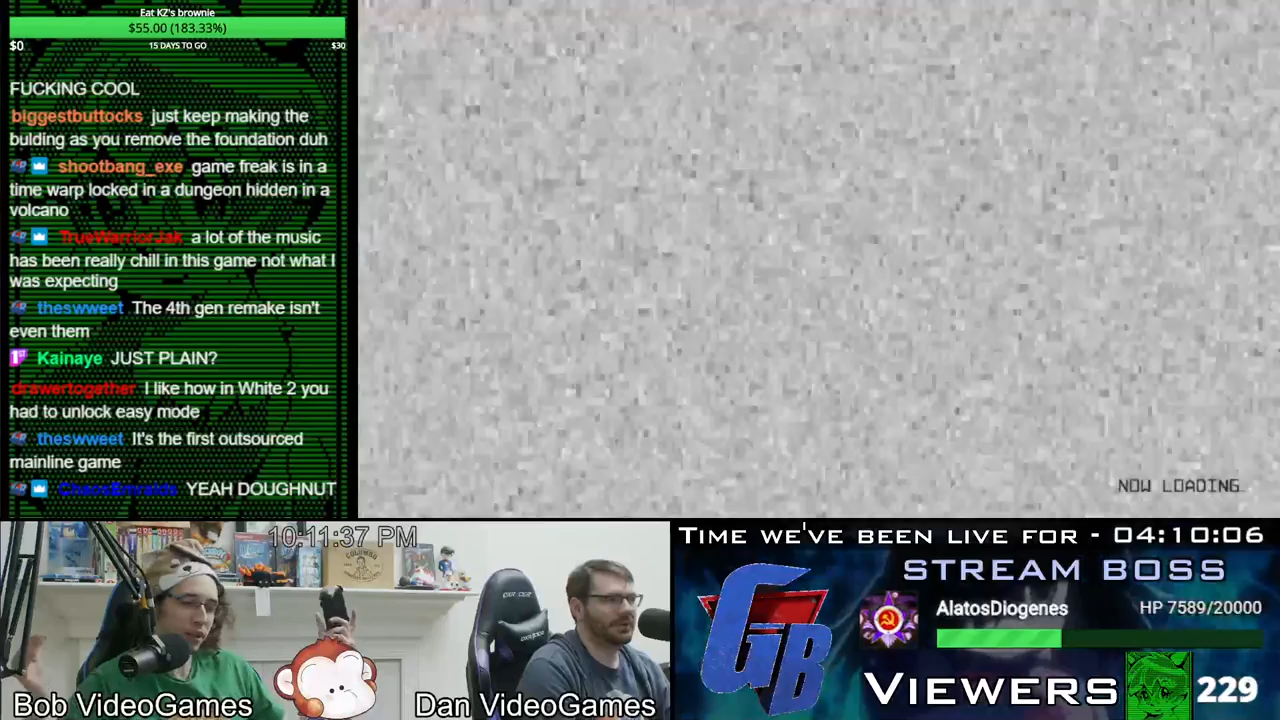 Eat KZ's brownie
$55.00 (183.33%)
$0 15 DAYS TO GO $30
FUCKING COOL
biggestbuttocks just keep making the
bulding as you remove the foundation duh
shootbang_exe game freak is in a
time warp locked in a dungeon hidden in a
volcano
TrueWarriorJak a lot of the music
has been really chill in this game not what I
was expecting
theswweet The 4th gen remake isn't
even them
1st Kainaye JUST PLAIN?
drawertogether I like how in White 2 you
had to unlock easy mode
theswweet It's the first outsourced
mainline game
ChaosEmralds YEAH DOUGHNUT
NOW LOADING
10:11:37 PM
COLUMBO
Bob VideoGames
Dan VideoGames
TIME WE'VE BEEN LIVE FOR - 04:10:06
STREAM BOSS
GB
AlatosDiogenes HP 7589/20000
VIEWERS 229